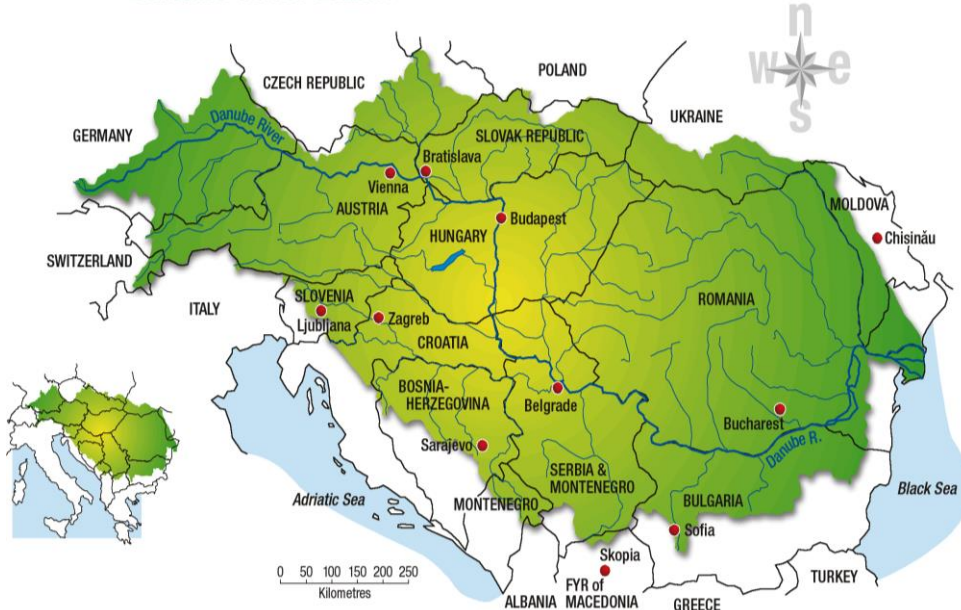 n
w e
s
POLAND
CZECH REPUBLIC
UKRAINE
GERMANY
Danube River
SLOVAK REPUBLIC
Bratislava
Vienna
AUSTRIA
MOLDOVA
Budapest
HUNGARY
Chisinău
SWITZERLAND
ITALY
SLOVENIA
Ljubljana
Zagreb
CROATIA
ROMANIA
BOSNIA-
HERZEGOVINA
Belgrade
Bucharest
Danube R.
Sarajevo
SERBIA &
MONTENEGRO
MONTENEGRO
BULGARIA
Adriatic Sea
Black Sea
Sofia
Skopia
0 50 100 150 200 250
Kilometres
ALBANIA
FYR of
MACEDONIA
GREECE
TURKEY